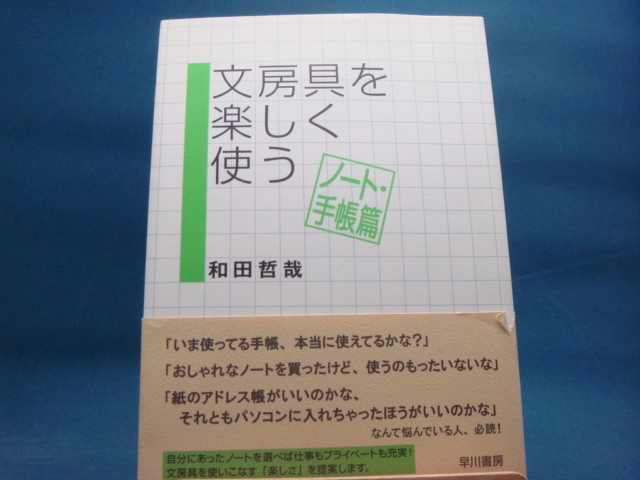 文房具を
楽しく
使う
ノート・
手帳篇
和田哲哉
「いま使ってる手帳、本当に使えてるかな?」
「おしゃれなノートを買ったけど、使うのもったいないな」
「紙のアドレス帳がいいのかな、
それともパソコンに入れちゃったほうがいいのかな」
なんて悩んでいる人、必読!
自分にあったノートを選べば仕事もプライベートも充実!
文房具を使いこなす「楽しさ」を提案します。
早川書房